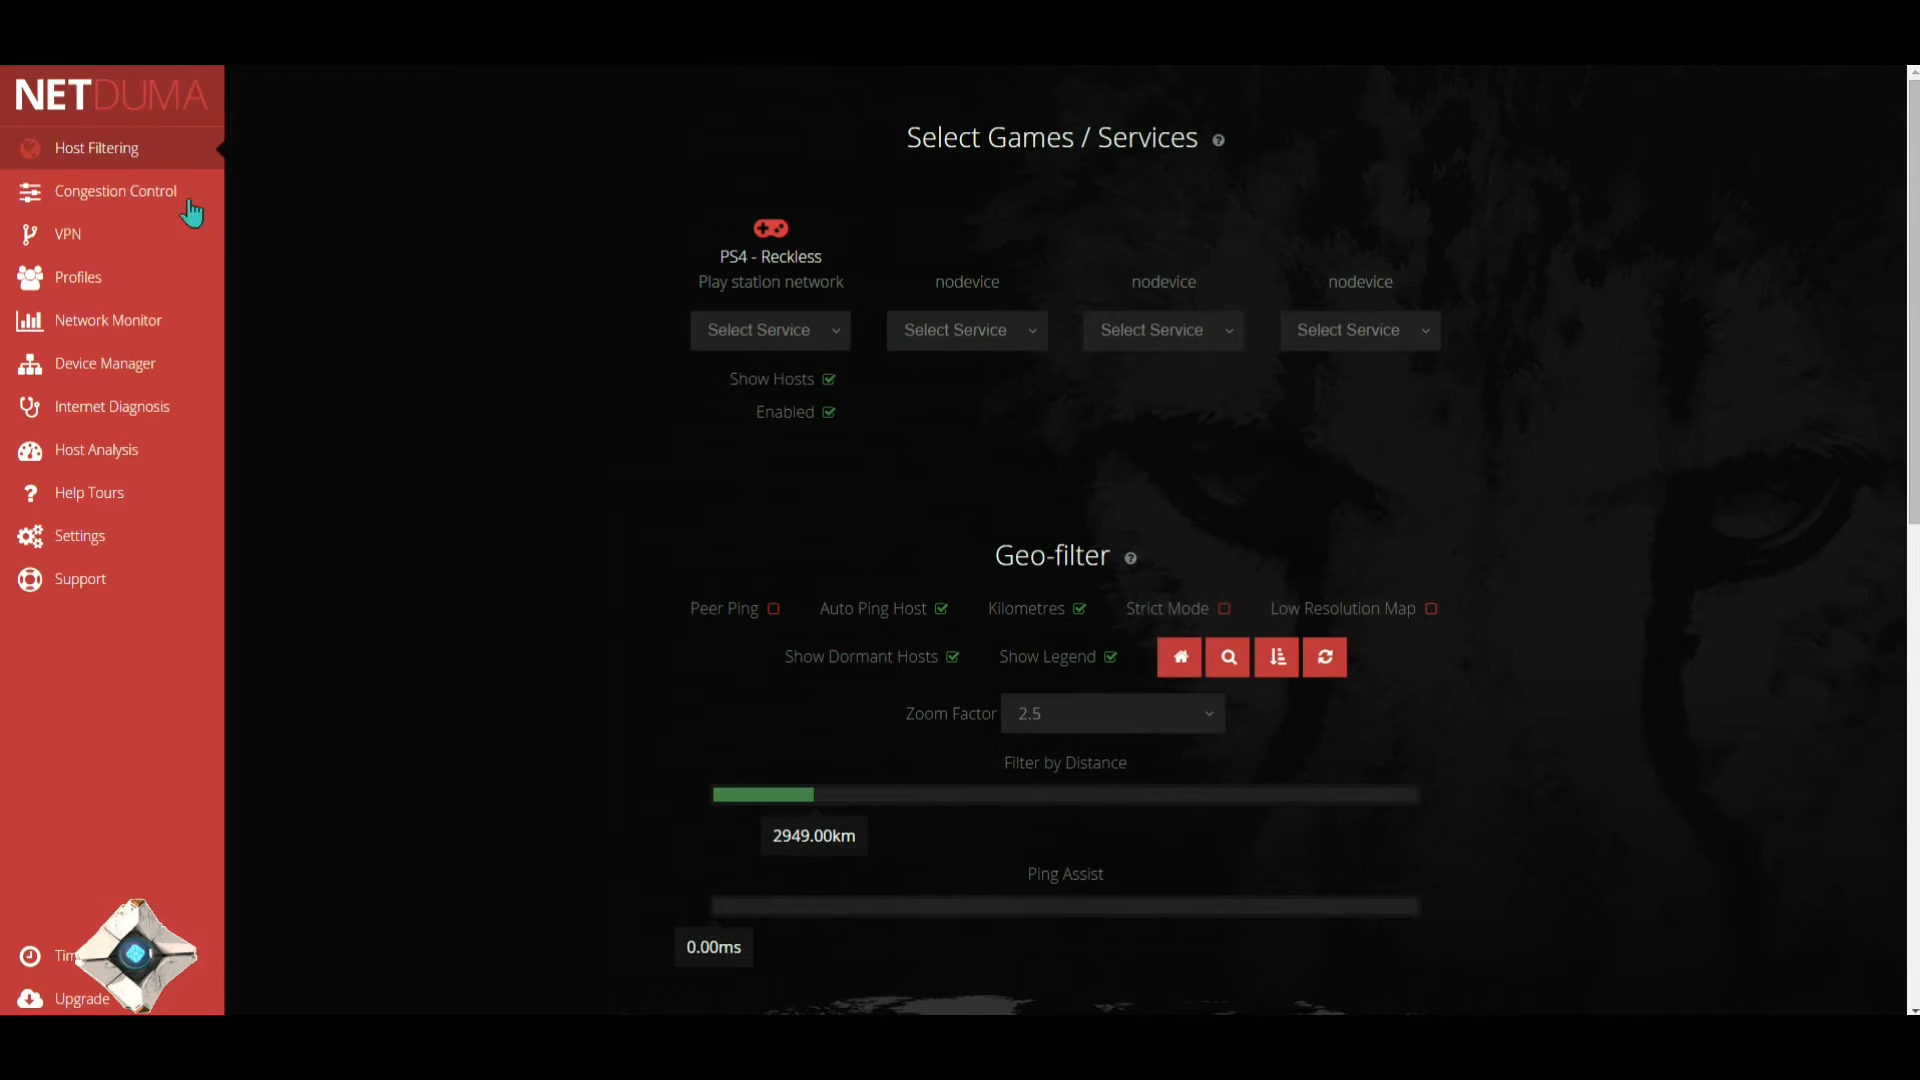 NETDUMA
Host Filtering
Congestion Control
VPN
Profiles
Network Monitor
Device Manager
Internet Diagnosis
Host Analysis
Help Tours
Settings
Support
Upgrade
Select Games / Services
PS4 - Reckless
Play station network
nodevice
nodevice
nodevice
Select Service
Select Service
Select Service
Select Service
Show Hosts
Enabled
Geo-filter
Peer Ping
Auto Ping Host
Kilometres
Strict Mode
Low Resolution Map
Show Dormant Hosts
Show Legend
Zoom Factor
2.5
Filter by Distance
2949.00km
Ping Assist
0.00ms